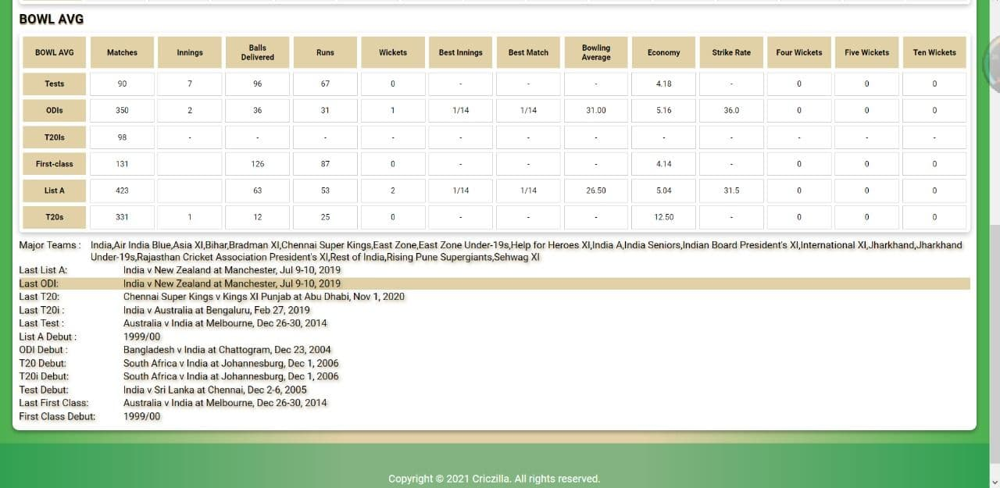 BOWL AVG
BOWL AVG Matches Innings Balls Delivered Runs Wickets Best Innings Best Match Bowling Average Economy Strike Rate Four Wickets Five Wickets Ten Wickets
Tests 90 7 96 67 0 - - - 4.18 - 0 0 0
ODIs 350 2 36 31 1 1/14 1/14 31.00 5.16 36.0 0 0 0
T20Is 98 - - - - - - - - - - - -
First-class 131 126 87 0 - - - 4.14 - 0 0 0
List A 423 63 53 2 1/14 1/14 26.50 5.04 31.5 0 0 0
T20s 331 1 12 25 0 - - - 12.50 - 0 0 0
Major Teams : India,Air India Blue,Asia XI,Bihar,Bradman XI,Chennai Super Kings,East Zone,East Zone Under-19s,Help for Heroes XI,India A,India Seniors,Indian Board President's XI,International XI,Jharkhand,Jharkhand
Under-19s,Rajasthan Cricket Association President's XI,Rest of India,Rising Pune Supergiants,Sehwag XI
Last List A: India v New Zealand at Manchester, Jul 9-10, 2019
Last ODI: India v New Zealand at Manchester, Jul 9-10, 2019
Last T20: Chennai Super Kings v Kings XI Punjab at Abu Dhabi, Nov 1, 2020
Last T20i : India v Australia at Bengaluru, Feb 27, 2019
Last Test : Australia v India at Melbourne, Dec 26-30, 2014
List A Debut : 1999/00
ODI Debut : Bangladesh v India at Chattogram, Dec 23, 2004
T20 Debut: South Africa v India at Johannesburg, Dec 1, 2006
T20i Debut: South Africa v India at Johannesburg, Dec 1, 2006
Test Debut: India v Sri Lanka at Chennai, Dec 2-6, 2005
Last First Class: Australia v India at Melbourne, Dec 26-30, 2014
First Class Debut: 1999/00
Copyright © 2021 Criczilla. All rights reserved.